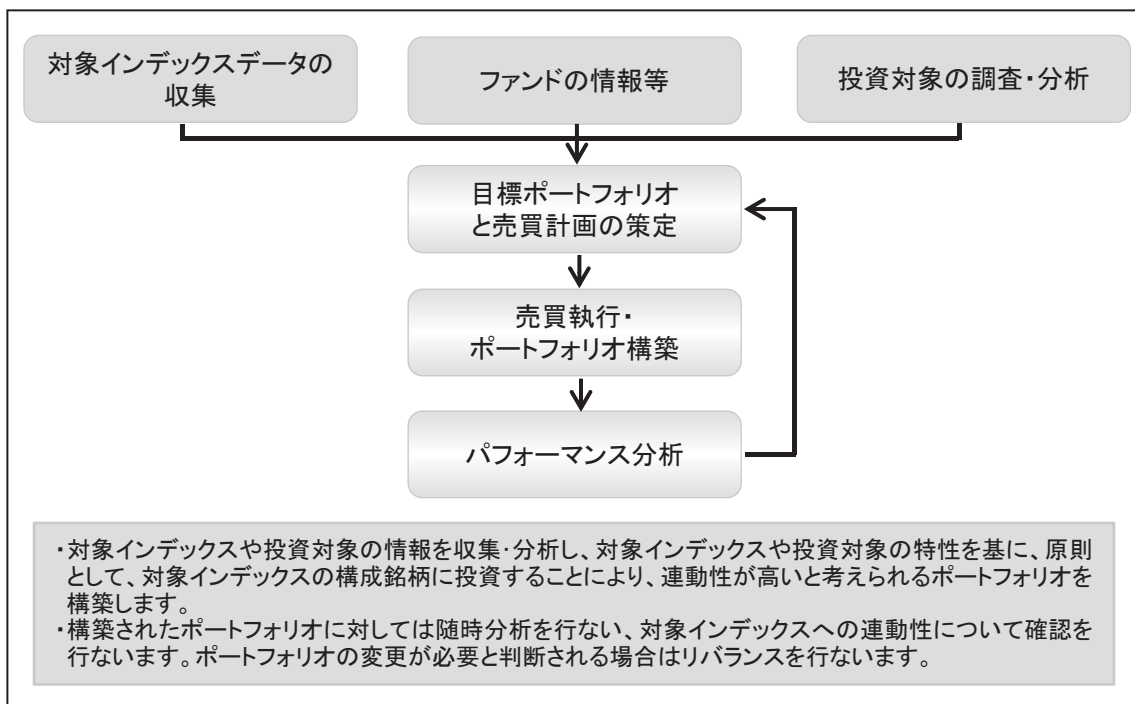 対象インデックスデータの
収集
ファンドの情報等
投資対象の調査・分析
目標ポートフォリオ
と売買計画の策定
売買執行・
ポートフォリオ構築
パフォーマンス分析
・対象インデックスや投資対象の情報を収集・分析し、対象インデックスや投資対象の特性を基に、原則
として、対象インデックスの構成銘柄に投資することにより、連動性が高いと考えられるポートフォリオを
構築します。
・構築されたポートフォリオに対しては随時分析を行ない、対象インデックスへの連動性について確認を
行ないます。ポートフォリオの変更が必要と判断される場合はリバランスを行ないます。